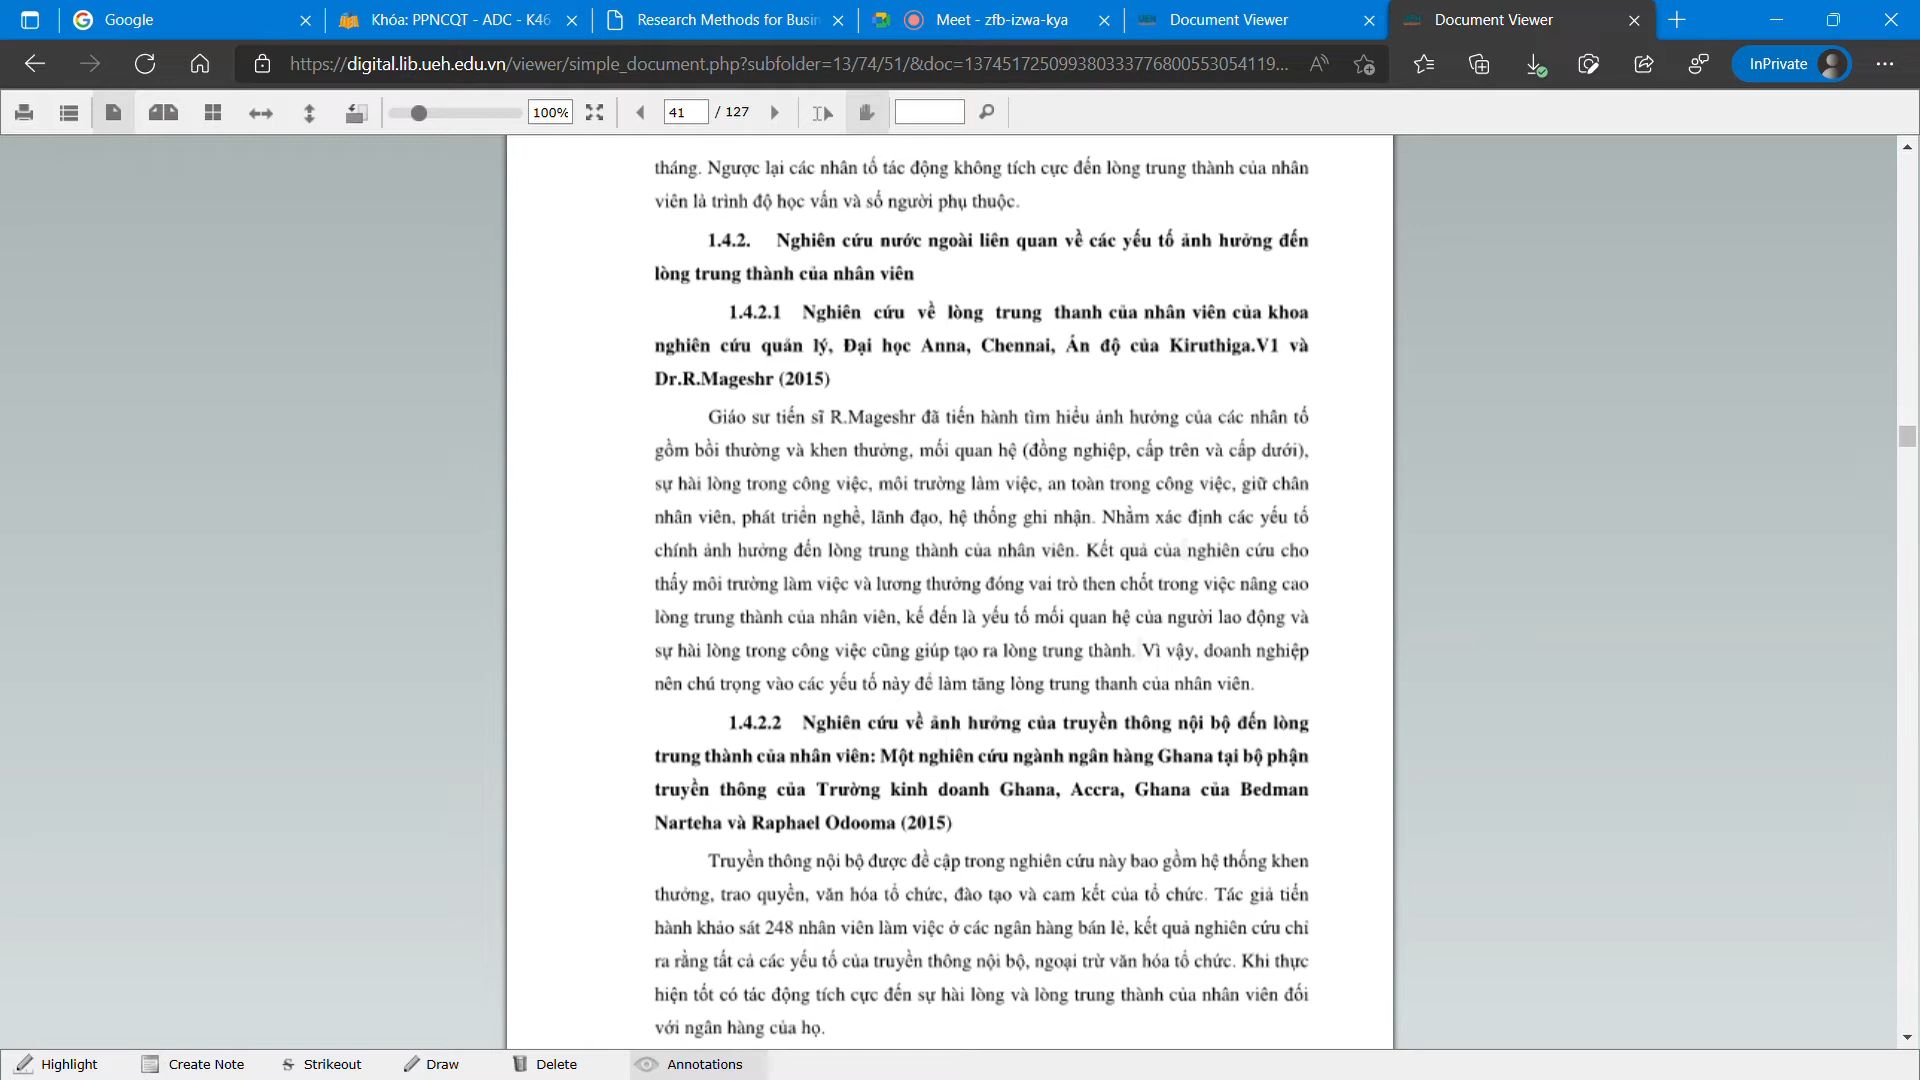 Google
Khóa: PPNCQT - ADC - K46
Research Methods for Busin
Meet - zfb-izwa-kya
Document Viewer
Document Viewer
https://digital.lib.ueh.edu.vn/viewer/simple_document.php?subfolder=13/74/51/&doc=137451725099380333776800553054119...
InPrivate
100%
41 / 127
tháng. Ngược lại các nhân tố tác động không tích cực đến lòng trung thành của nhân
viên là trình độ học vấn và số người phụ thuộc.
1.4.2. Nghiên cứu nước ngoài liên quan về các yếu tố ảnh hưởng đến
lòng trung thành của nhân viên
1.4.2.1 Nghiên cứu về lòng trung thanh của nhân viên của khoa
nghiên cứu quản lý, Đại học Anna, Chennai, Ấn độ của Kiruthiga.V1 và
Dr.R.Mageshr (2015)
Giáo sư tiến sĩ R.Mageshr đã tiến hành tìm hiểu ảnh hưởng của các nhân tố
gồm bồi thường và khen thưởng, mối quan hệ (đồng nghiệp, cấp trên và cấp dưới),
sự hài lòng trong công việc, môi trường làm việc, an toàn trong công việc, giữ chân
nhân viên, phát triển nghề, lãnh đạo, hệ thống ghi nhận. Nhằm xác định các yếu tố
chính ảnh hưởng đến lòng trung thành của nhân viên. Kết quả của nghiên cứu cho
thấy môi trường làm việc và lương thưởng đóng vai trò then chốt trong việc nâng cao
lòng trung thành của nhân viên, kế đến là yếu tố mối quan hệ của người lao động và
sự hài lòng trong công việc cũng giúp tạo ra lòng trung thành. Vì vậy, doanh nghiệp
nên chú trọng vào các yếu tố này để làm tăng lòng trung thanh của nhân viên.
1.4.2.2 Nghiên cứu về ảnh hưởng của truyền thông nội bộ đến lòng
trung thành của nhân viên: Một nghiên cứu ngành ngân hàng Ghana tại bộ phận
truyền thông của Trường kinh doanh Ghana, Accra, Ghana của Bedman
Narteha và Raphael Odooma (2015)
Truyền thông nội bộ được đề cập trong nghiên cứu này bao gồm hệ thống khen
thưởng, trao quyền, văn hóa tổ chức, đào tạo và cam kết của tổ chức. Tác giả tiến
hành khảo sát 248 nhân viên làm việc ở các ngân hàng bán lẻ, kết quả nghiên cứu chỉ
ra rằng tất cả các yếu tố của truyền thông nội bộ, ngoại trừ văn hóa tổ chức. Khi thực
hiện tốt có tác động tích cực đến sự hài lòng và lòng trung thành của nhân viên đối
với ngân hàng của họ.
Highlight
Create Note
Strikeout
Draw
Delete
Annotations